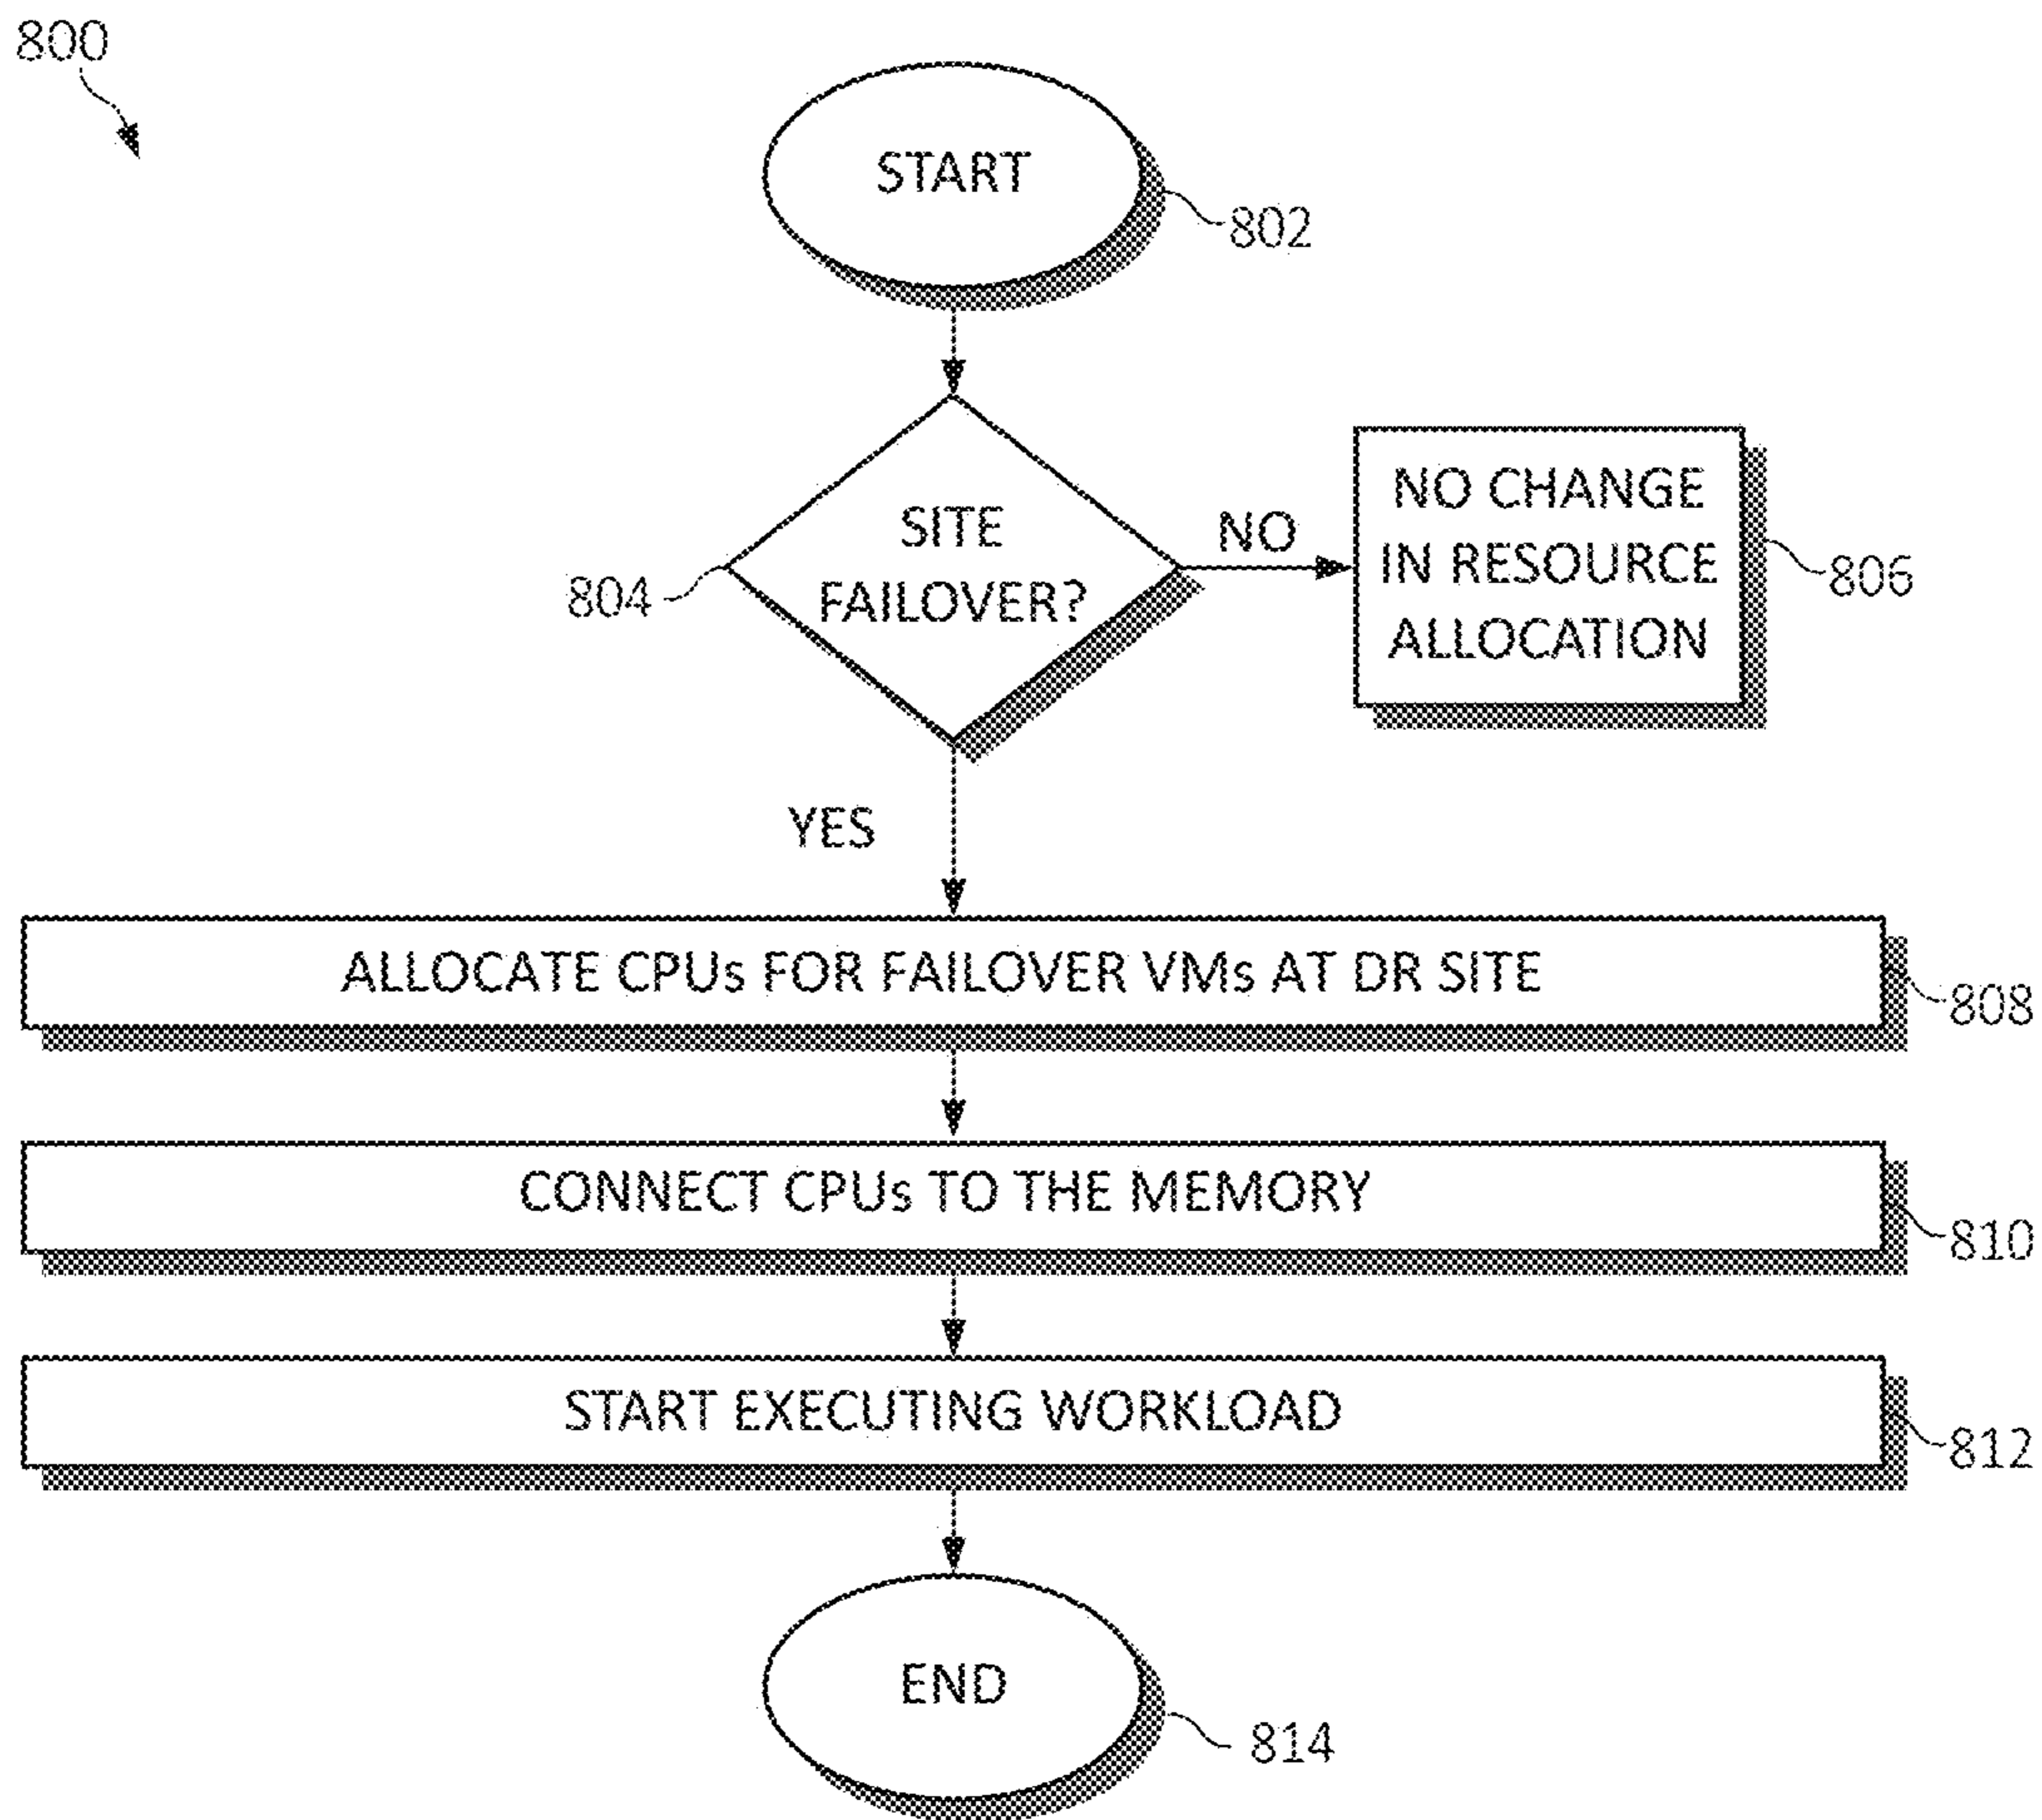 800
START
802
SITE
FAILOVER?
804
NO
NO CHANGE
IN RESOURCE
ALLOCATION
806
YES
ALLOCATE CPUs FOR FAILOVER VMs AT DR SITE
808
CONNECT CPUs TO THE MEMORY
810
START EXECUTING WORKLOAD
812
END
814